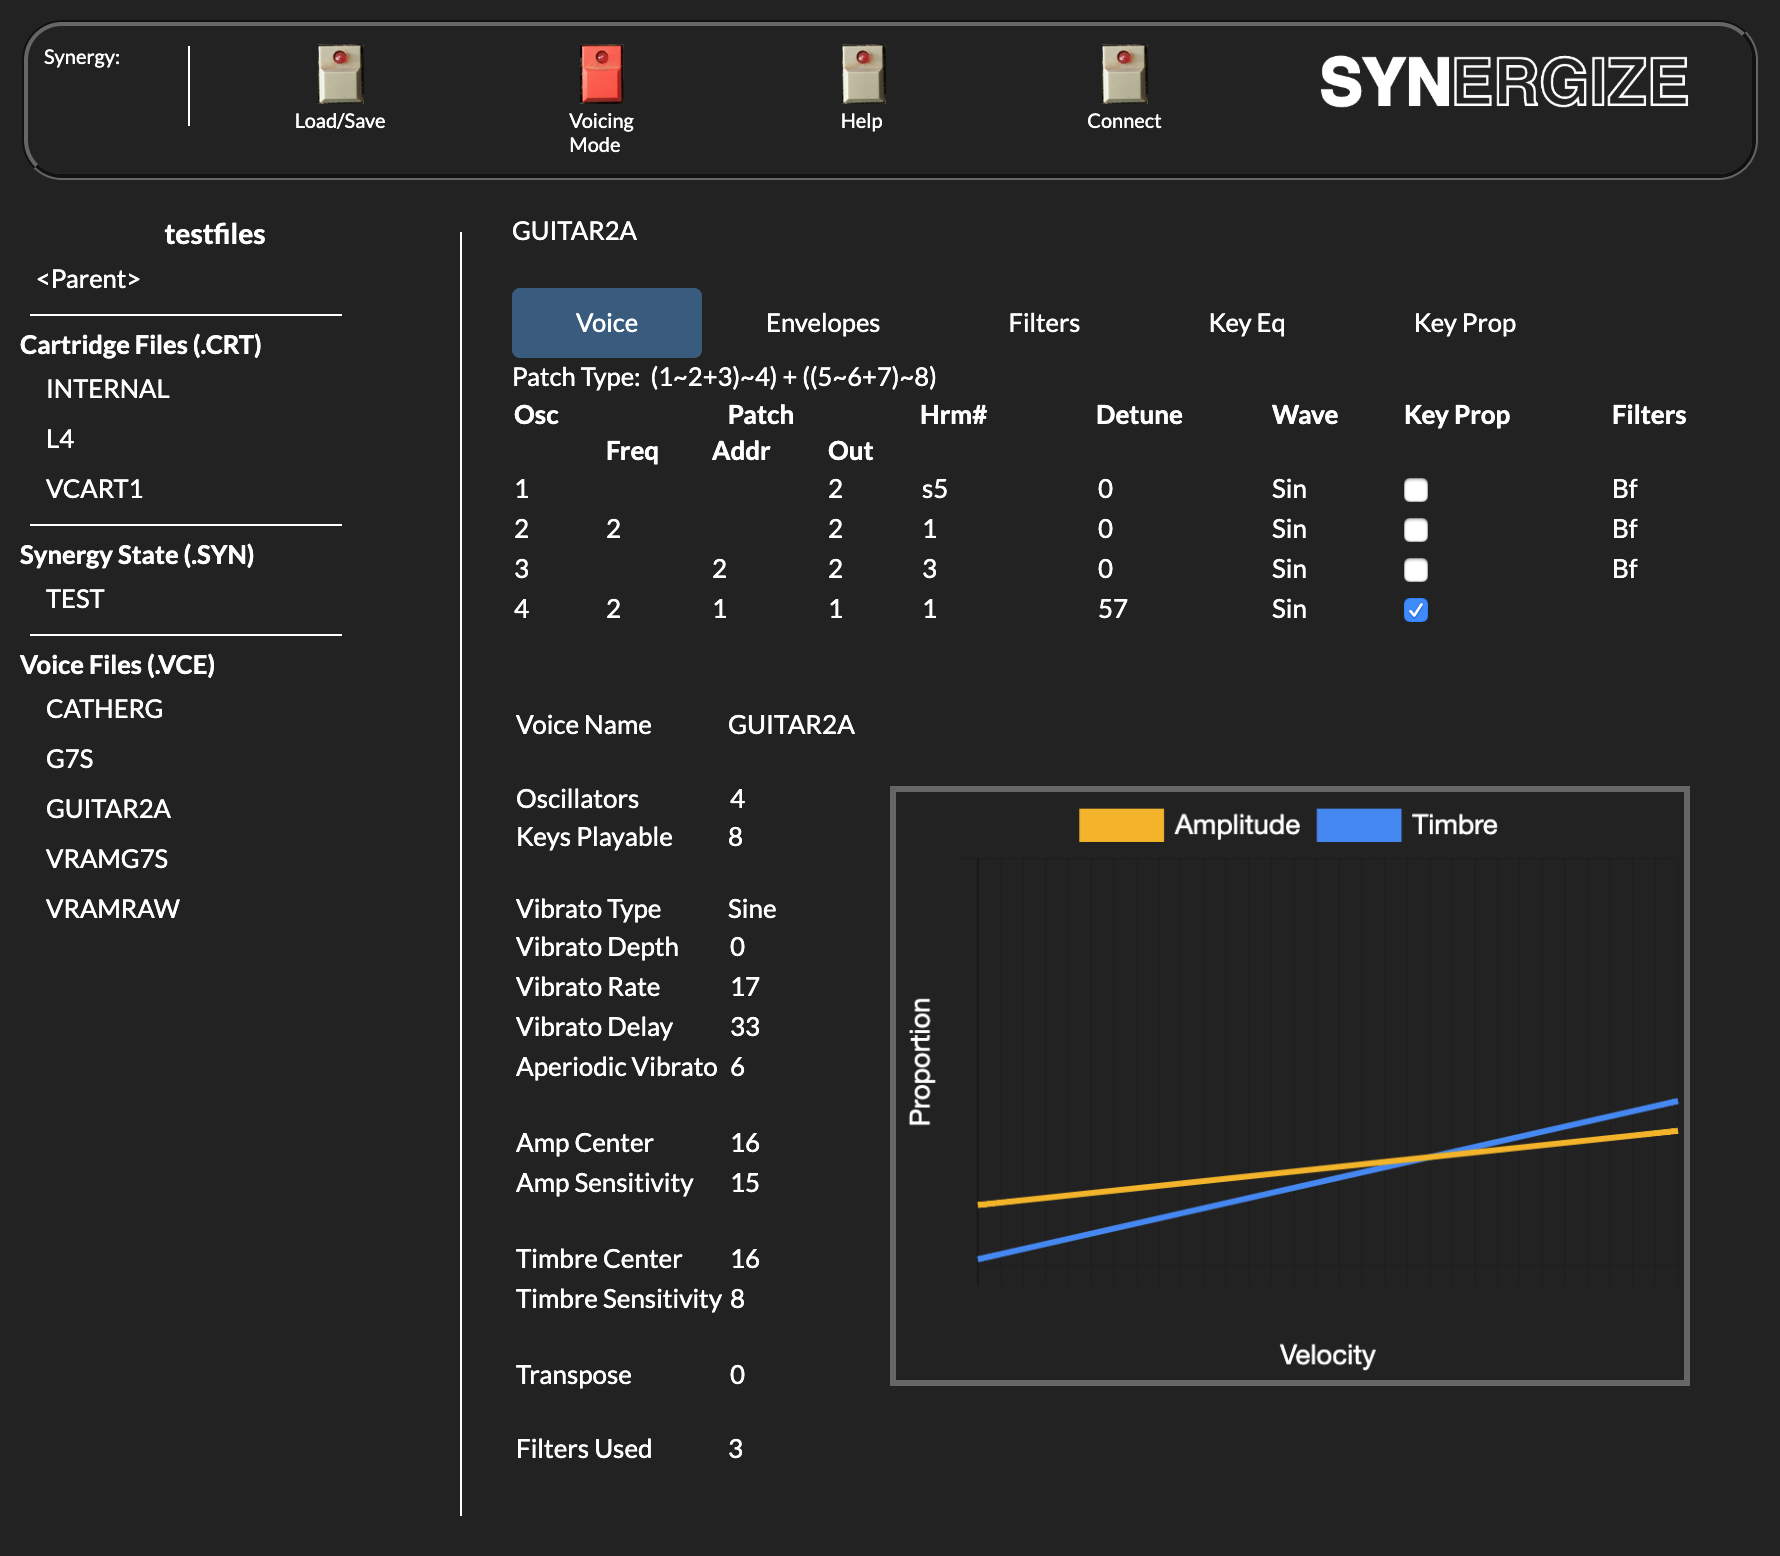 Synergy:
Load/Save
Voicing
Mode
Help
Connect
SYNERGIZE
testfiles
<Parent>
Cartridge Files (.CRT)
INTERNAL
L4
VCART1
Synergy State (.SYN)
TEST
Voice Files (.VCE)
CATHERG
G7S
GUITAR2A
VRAMG7S
VRAMRAW
GUITAR2A
Voice Envelopes Filters Key Eq Key Prop
Patch Type: (1~2+3)~4) + ((5~6+7)~8)
Osc Patch Hrm# Detune Wave Key Prop Filters
Freq Addr Out
1 2 s5 0 Sin Bf
2 2 2 1 0 Sin Bf
3 2 2 3 0 Sin Bf
4 2 1 1 1 57 Sin
Voice Name GUITAR2A
Oscillators 4
Keys Playable 8
Vibrato Type Sine
Vibrato Depth 0
Vibrato Rate 17
Vibrato Delay 33
Aperiodic Vibrato 6
Amp Center 16
Amp Sensitivity 15
Timbre Center 16
Timbre Sensitivity 8
Transpose 0
Filters Used 3
Amplitude Timbre
Proportion
Velocity